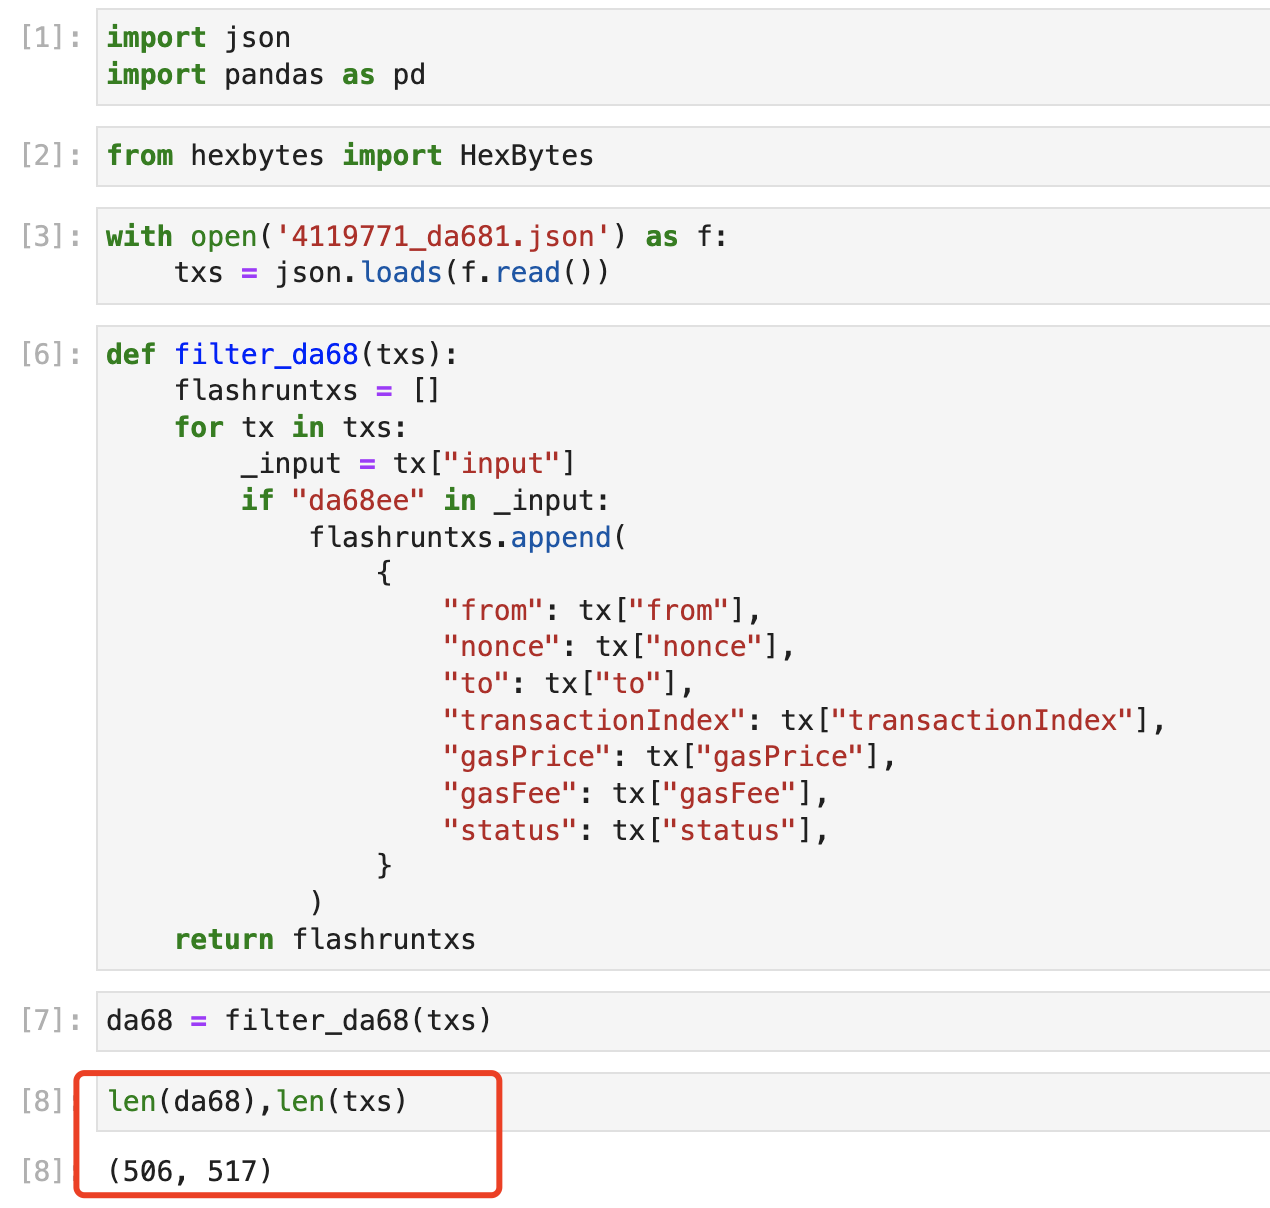 [1]: import json
import pandas as pd
[2]: from hexbytes import HexBytes
[3]: with open('4119771_da681.json') as f:
    txs = json.loads(f.read())
[6]: def filter_da68(txs):
    flashruntxs = []
    for tx in txs:
        _input = tx["input"]
        if "da68ee" in _input:
            flashruntxs.append(
                {
                    "from": tx["from"],
                    "nonce": tx["nonce"],
                    "to": tx["to"],
                    "transactionIndex": tx["transactionIndex"],
                    "gasPrice": tx["gasPrice"],
                    "gasFee": tx["gasFee"],
                    "status": tx["status"],
                }
            )
    return flashruntxs
[7]: da68 = filter_da68(txs)
[8]: len(da68),len(txs)
[8]: (506, 517)